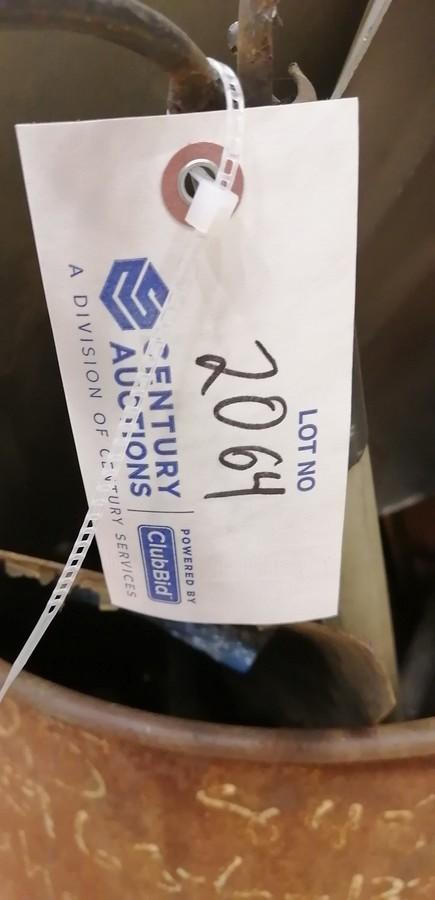 LOT NO
2064
CENTURY
AUCTIONS
A DIVISION OF CENTURY SERVICES
POWERED BY
ClubBid